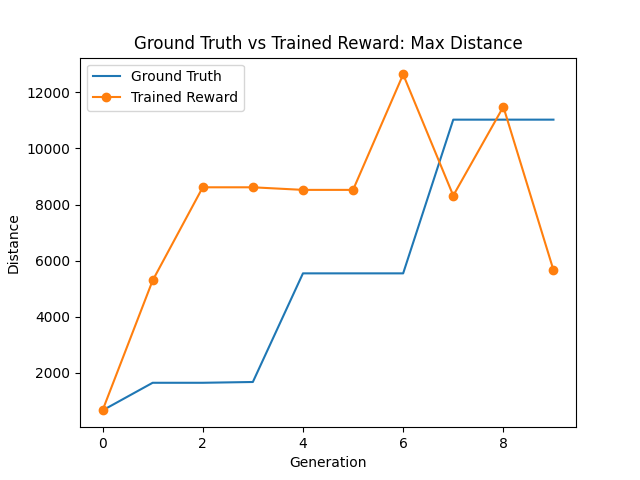 Ground Truth vs Trained Reward: Max Distance
Ground Truth
Trained Reward
12000
10000
8000
6000
4000
2000
Distance
0 2 4 6 8
Generation